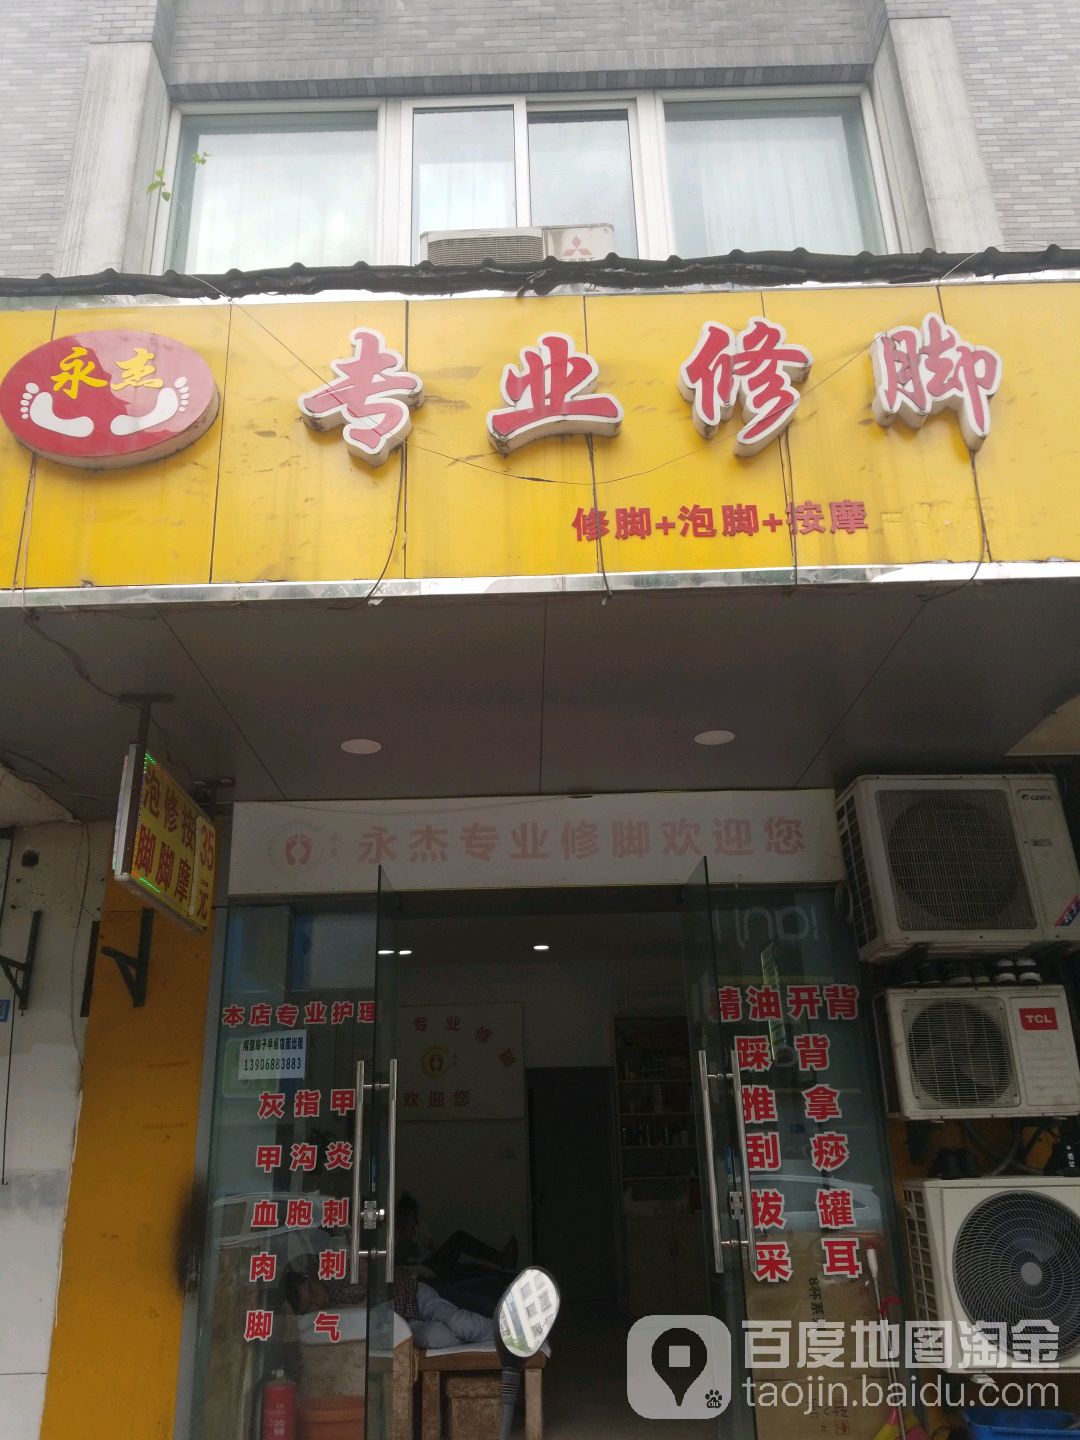 永杰
专业修脚
修脚+泡脚+按摩
泡脚
修脚
按摩
35元
永杰专业修脚欢迎您
GREE
TCL
专业修脚
欢迎您
本店专业护理
13906883883
灰指甲
甲沟炎
血胞刺
肉刺
脚气
精油开背
踩背
推拿
刮痧
拔罐
采耳
百度地图淘金
taojin.baidu.com